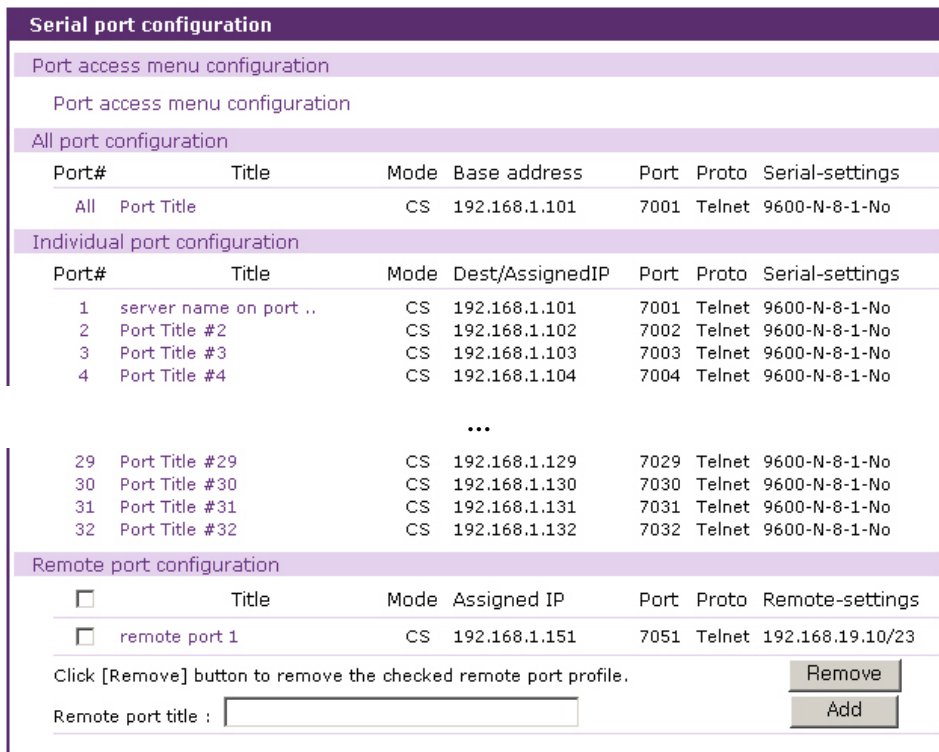 Serial port configuration
Port access menu configuration
Port access menu configuration
All port configuration
Port# Title Mode Base address Port Proto Serial-settings
All Port Title CS 192.168.1.101 7001 Telnet 9600-N-8-1-No
Individual port configuration
Port# Title Mode Dest/AssignedIP Port Proto Serial-settings
1 server name on port .. CS 192.168.1.101 7001 Telnet 9600-N-8-1-No
2 Port Title #2 CS 192.168.1.102 7002 Telnet 9600-N-8-1-No
3 Port Title #3 CS 192.168.1.103 7003 Telnet 9600-N-8-1-No
4 Port Title #4 CS 192.168.1.104 7004 Telnet 9600-N-8-1-No
...
29 Port Title #29 CS 192.168.1.129 7029 Telnet 9600-N-8-1-No
30 Port Title #30 CS 192.168.1.130 7030 Telnet 9600-N-8-1-No
31 Port Title #31 CS 192.168.1.131 7031 Telnet 9600-N-8-1-No
32 Port Title #32 CS 192.168.1.132 7032 Telnet 9600-N-8-1-No
Remote port configuration
Title Mode Assigned IP Port Proto Remote-settings
remote port 1 CS 192.168.1.151 7051 Telnet 192.168.19.10/23
Click [Remove] button to remove the checked remote port profile. Remove
Remote port title : Add